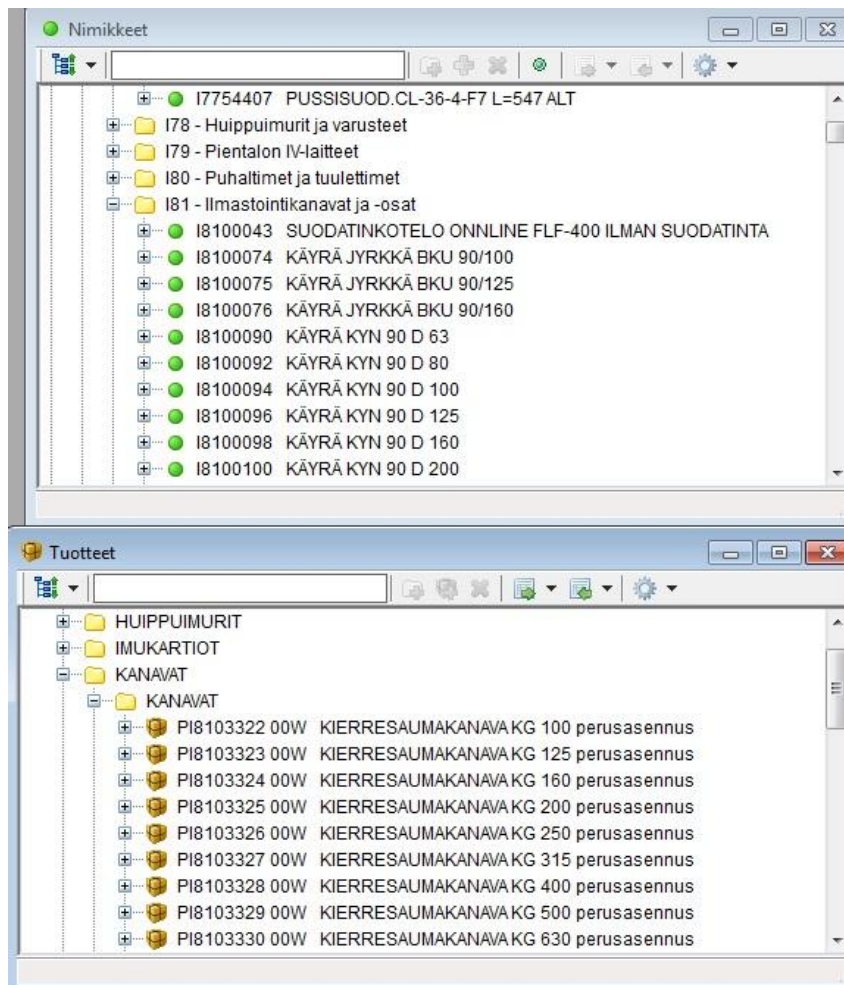 Nimikkeet
I7754407 PUSSISUOD.CL-36-4-F7 L=547 ALT
I78 - Huippuimurit ja varusteet
I79 - Pientalon IV-laitteet
I80 - Puhaltimet ja tuulettimet
I81 - Ilmastointikanavat ja -osat
I8100043 SUODATINKOTELO ONNLINE FLF-400 ILMAN SUODATINTA
I8100074 KÄYRÄ JYRKKÄ BKU 90/100
I8100075 KÄYRÄ JYRKKÄ BKU 90/125
I8100076 KÄYRÄ JYRKKÄ BKU 90/160
I8100090 KÄYRÄ KYN 90 D 63
I8100092 KÄYRÄ KYN 90 D 80
I8100094 KÄYRÄ KYN 90 D 100
I8100096 KÄYRÄ KYN 90 D 125
I8100098 KÄYRÄ KYN 90 D 160
I8100100 KÄYRÄ KYN 90 D 200
Tuotteet
HUIPPUIMURIT
IMUKARTIOT
KANAVAT
KANAVAT
PI8103322 00W KIERRESAUMAKANAVA KG 100 perusasennus
PI8103323 00W KIERRESAUMAKANAVA KG 125 perusasennus
PI8103324 00W KIERRESAUMAKANAVA KG 160 perusasennus
PI8103325 00W KIERRESAUMAKANAVA KG 200 perusasennus
PI8103326 00W KIERRESAUMAKANAVA KG 250 perusasennus
PI8103327 00W KIERRESAUMAKANAVA KG 315 perusasennus
PI8103328 00W KIERRESAUMAKANAVA KG 400 perusasennus
PI8103329 00W KIERRESAUMAKANAVA KG 500 perusasennus
PI8103330 00W KIERRESAUMAKANAVA KG 630 perusasennus